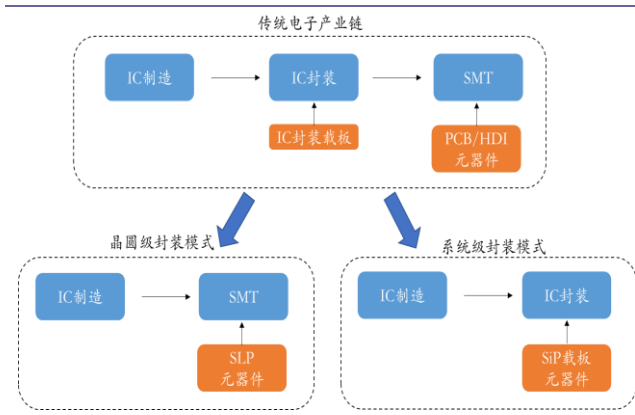 传统电子产业链
IC制造
IC封装
SMT
IC封装载板
PCB/HDI
元器件
晶圆级封装模式
IC制造
SMT
SLP
元器件
系统级封装模式
IC制造
IC封装
SiP载板
元器件